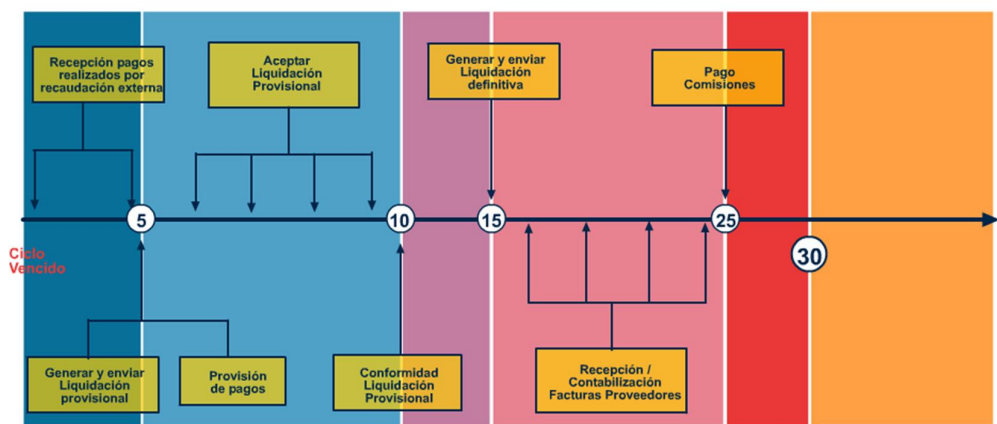 Recepción pagos
realizados por
recaudación externa
Aceptar
Liquidación
Provisional
Generar y enviar
Liquidación
definitiva
Pago
Comisiones
5
10
15
25
30
Ciclo
Vencido
Generar y enviar
Liquidación
provisional
Provisión
de pagos
Conformidad
Liquidación
Provisional
Recepción /
Contabilización
Facturas Proveedores